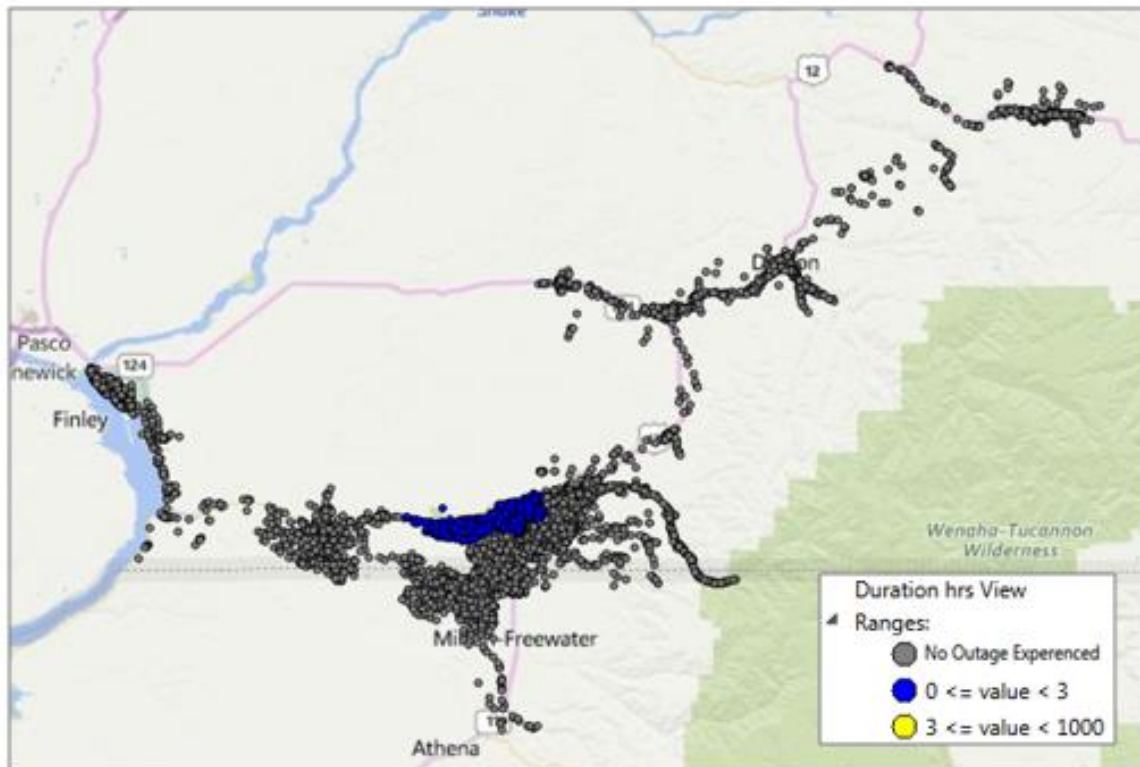 Snake
12
Pasco
newick
124
Finley
Wenaha-Tucannon
Wilderness
Athena
Duration hrs View
Ranges:
No Outage Experenced
0 <= value < 3
3 <= value < 1000